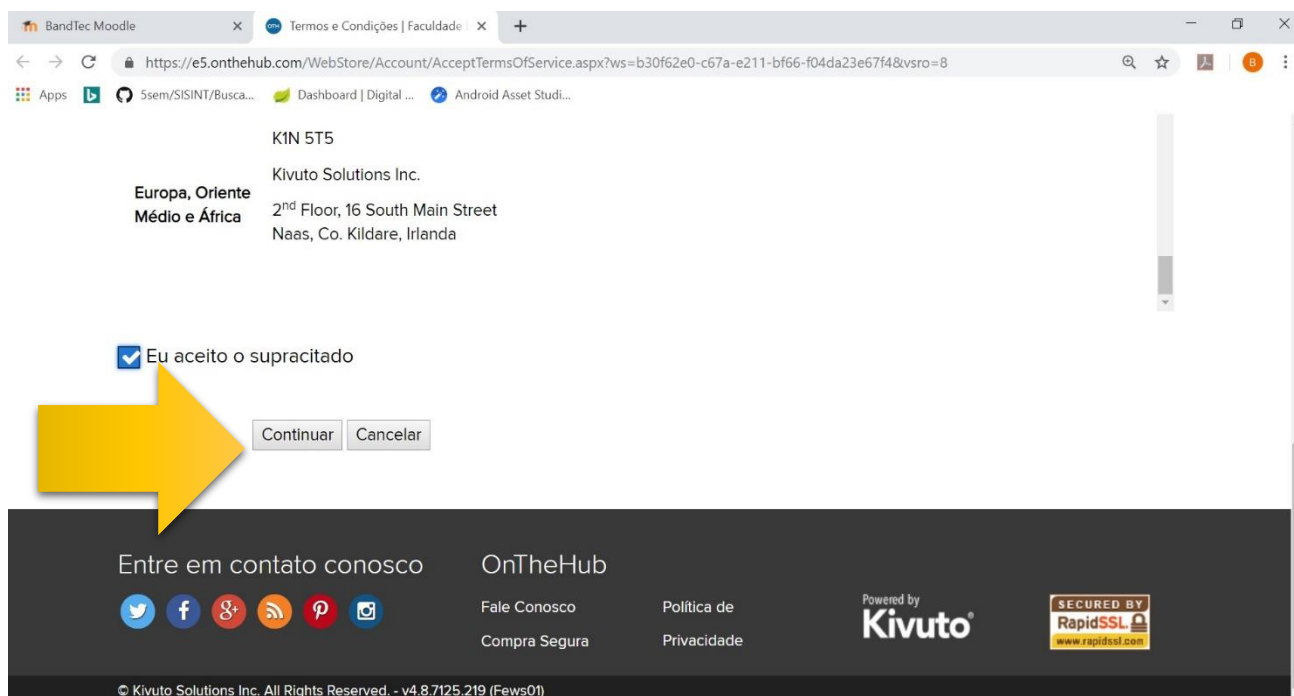 BandTec Moodle
Termos e Condições | Faculdade
https://e5.onthehub.com/WebStore/Account/AcceptTermsOfService.aspx?ws=b30f62e0-c67a-e211-bf66-f04da23e67f4&vsro=8
B
Apps
5sem/SISINT/Busca...
Dashboard | Digital ...
Android Asset Studi...
K1N 5T5
Kivuto Solutions Inc.
Europa, Oriente
Médio e África
2nd Floor, 16 South Main Street
Naas, Co. Kildare, Irlanda
Eu aceito o supracitado
Continuar Cancelar
Entre em contato conosco
OnTheHub
Fale Conosco
Compra Segura
Política de
Privacidade
Powered by
Kivuto
SECURED BY
RapidSSL
www.rapidssl.com
© Kivuto Solutions Inc. All Rights Reserved. - v4.8.7125.219 (Fews01)